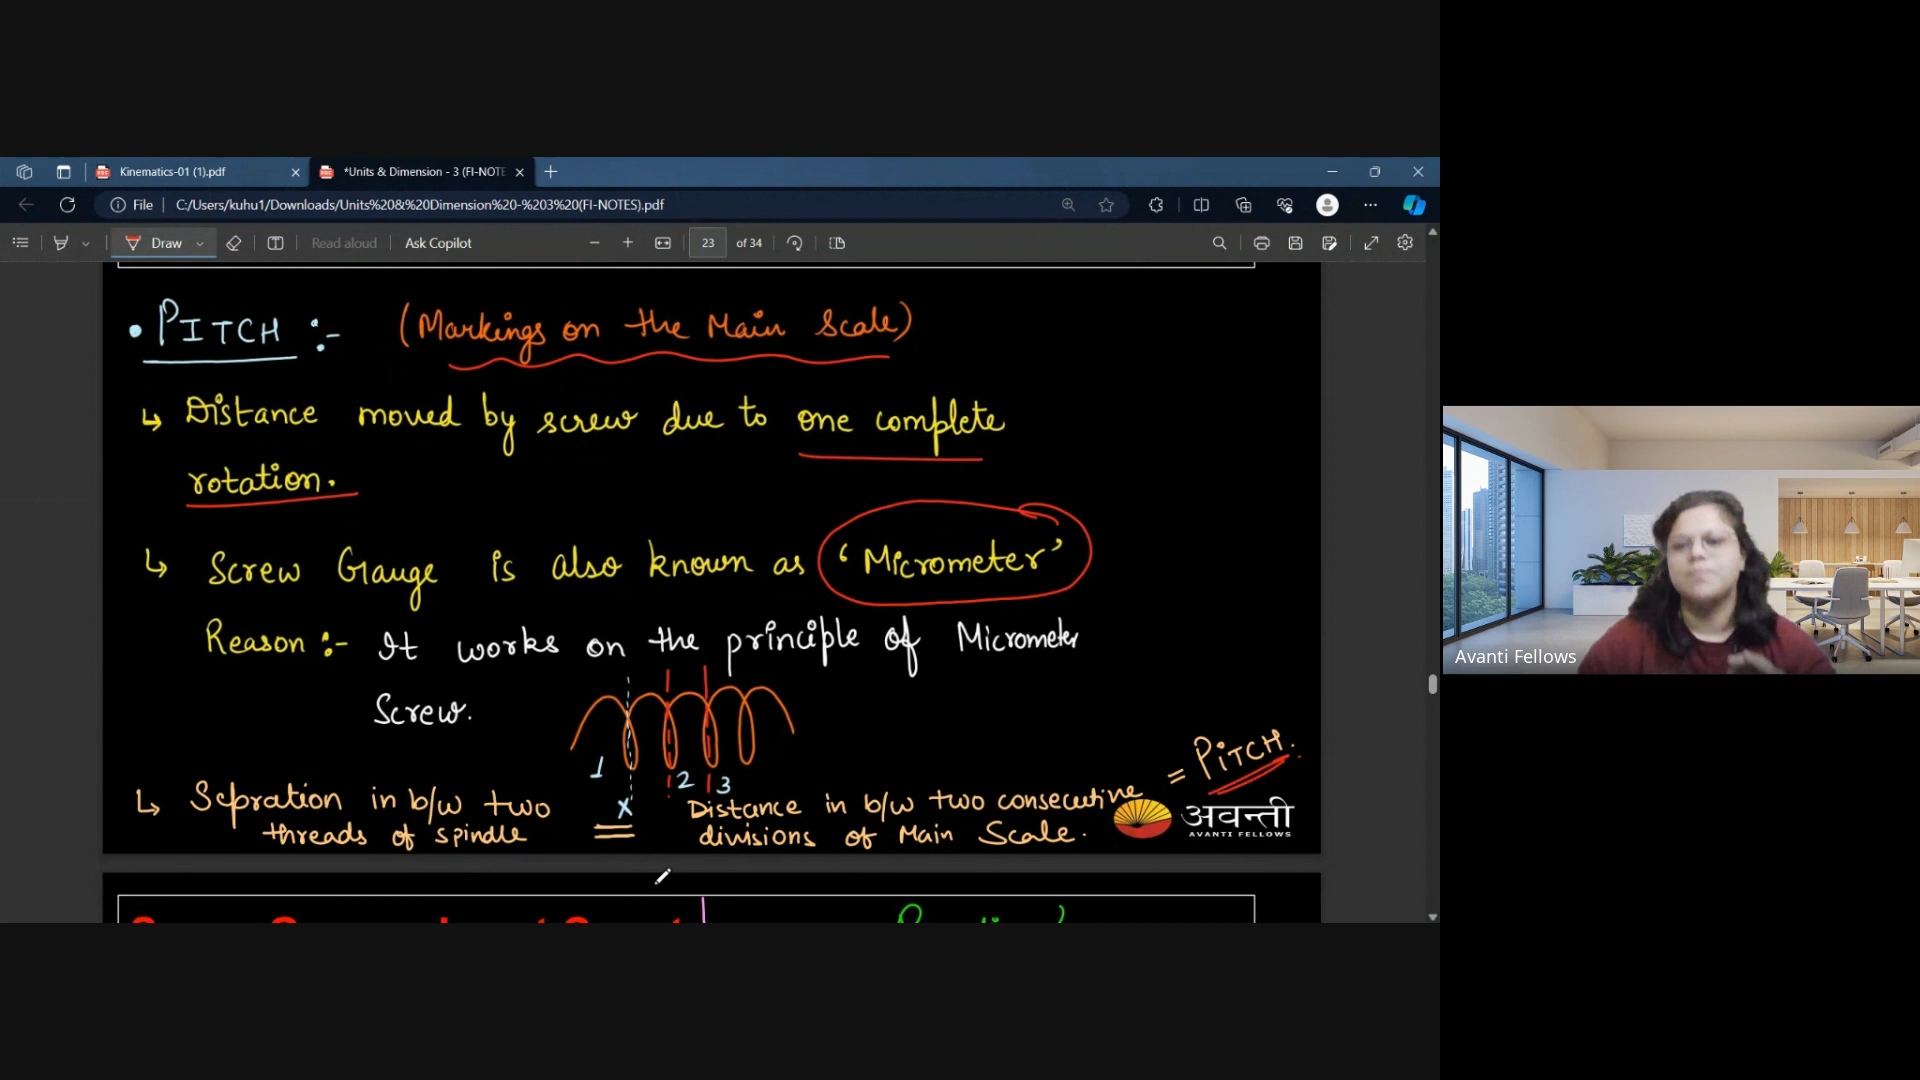 Kinematics-01 (1).pdf
*Units & Dimension - 3 (FI-NOTE
File
C:/Users/kuhu1/Downloads/Units%20&%20Dimension%20-%203%20(FI-NOTES).pdf
Draw
Read aloud
Ask Copilot
23
of 34
• PITCH :- (Markings on the Main Scale)
↳ Distance moved by screw due to one complete
rotation.
↳ Screw Gauge is also known as 'Micrometer'
Reason :- It works on the principle of Micrometer
Screw.
1
2
3
x
↳ Sepration in b/w two
threads of spindle
Distance in b/w two consecutive
divisions of Main Scale.
= PITCH.
अवन्ती
AVANTI FELLOWS
Avanti Fellows